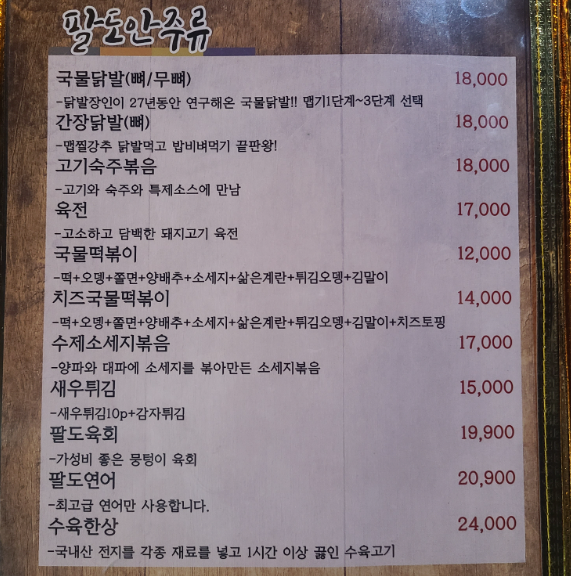 팔도안주류
국물닭발(뼈/무뼈) 18,000
-닭발장인이 27년동안 연구해온 국물닭발!! 맵기1단계~3단계 선택
간장닭발(뼈) 18,000
-맵찔강추 닭발먹고 밥비벼먹기 끝판왕!
고기숙주볶음 18,000
-고기와 숙주와 특제소스에 만남
육전 17,000
-고소하고 담백한 돼지고기 육전
국물떡볶이 12,000
-떡+오뎅+쫄면+양배추+소세지+삶은계란+튀김오뎅+김말이
치즈국물떡볶이 14,000
-떡+오뎅+쫄면+양배추+소세지+삶은계란+튀김오뎅+김말이+치즈토핑
수제소세지볶음 17,000
-양파와 대파에 소세지를 볶아만든 소세지볶음
새우튀김 15,000
-새우튀김10p+감자튀김
팔도육회 19,900
-가성비 좋은 뭉텅이 육회
팔도연어 20,900
-최고급 연어만 사용합니다.
수육한상 24,000
-국내산 전지를 각종 재료를 넣고 1시간 이상 끓인 수육고기